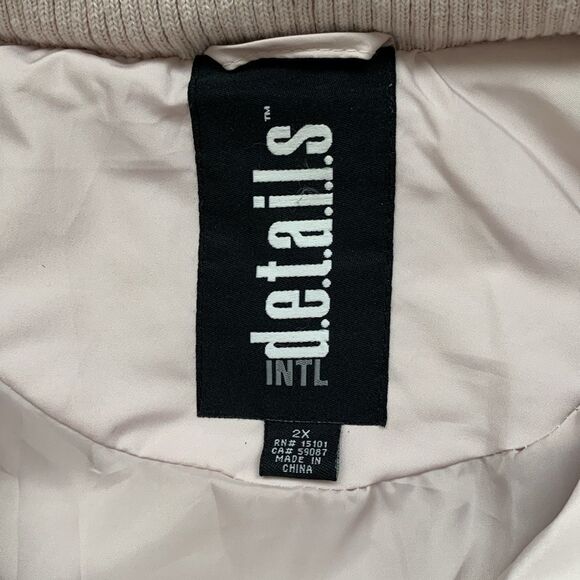 d.e.t.a.i.l.s™
INTL
2X
RN# 15101
CA# 59087
MADE IN
CHINA